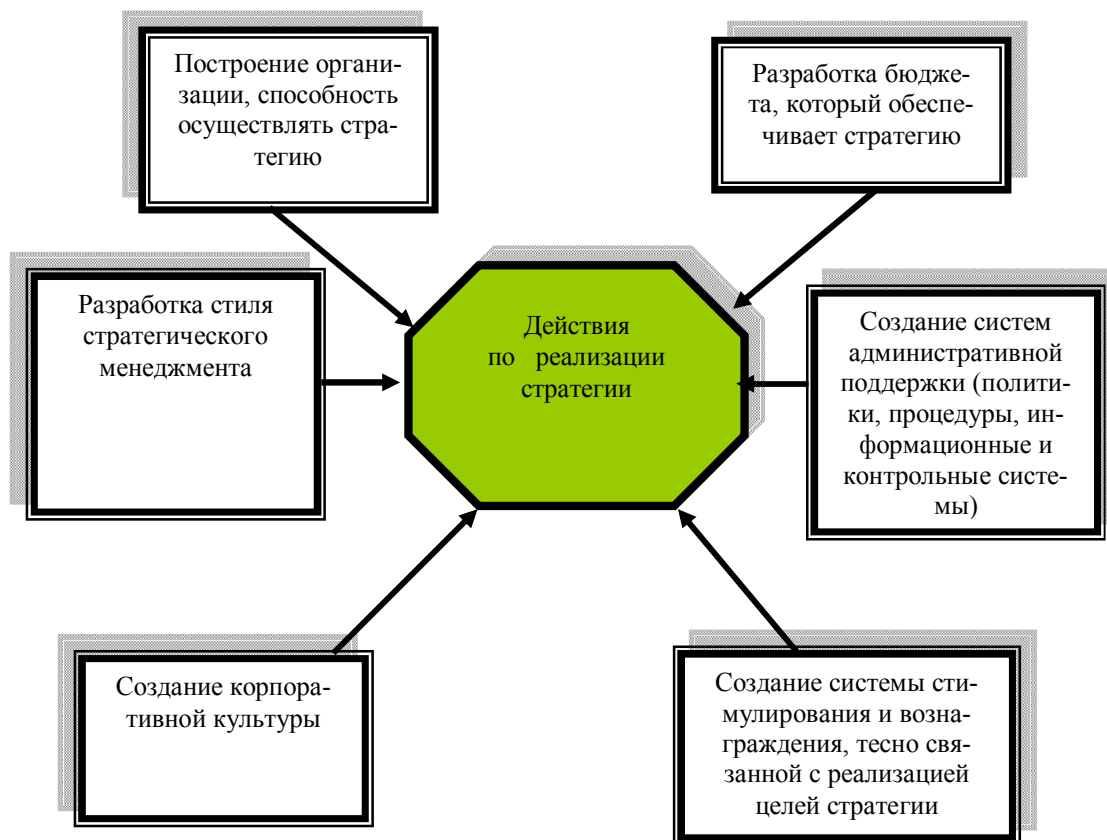 Построение органи-
зации, способность
осуществлять стра-
тегию
Разработка бюдже-
та, который обеспе-
чивает стратегию
Разработка стиля
стратегического
менеджмента
Действия
по реализации
стратегии
Создание систем
административной
поддержки (полити-
ки, процедуры, ин-
формационные и
контрольные систе-
мы)
Создание корпора-
тивной культуры
Создание системы сти-
мулирования и возна-
граждения, тесно свя-
занной с реализацией
целей стратегии